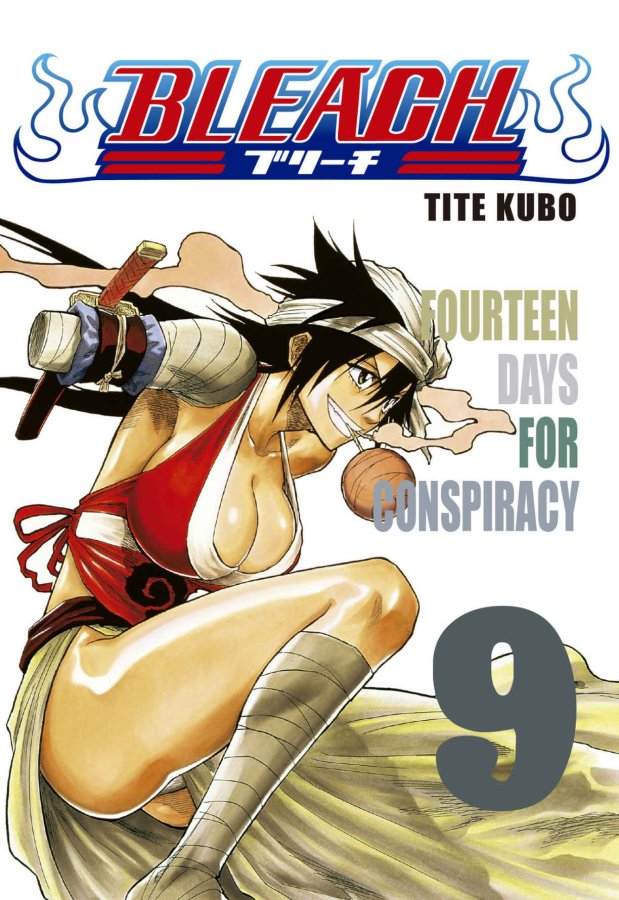 BLEACH
ブリーチ
TITE KUBO
FOURTEEN
DAYS
FOR
CONSPIRACY
9